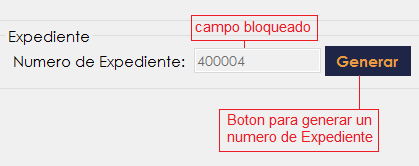 campo bloqueado
Expediente
Numero de Expediente: 400004 Generar
Boton para generar un
numero de Expediente